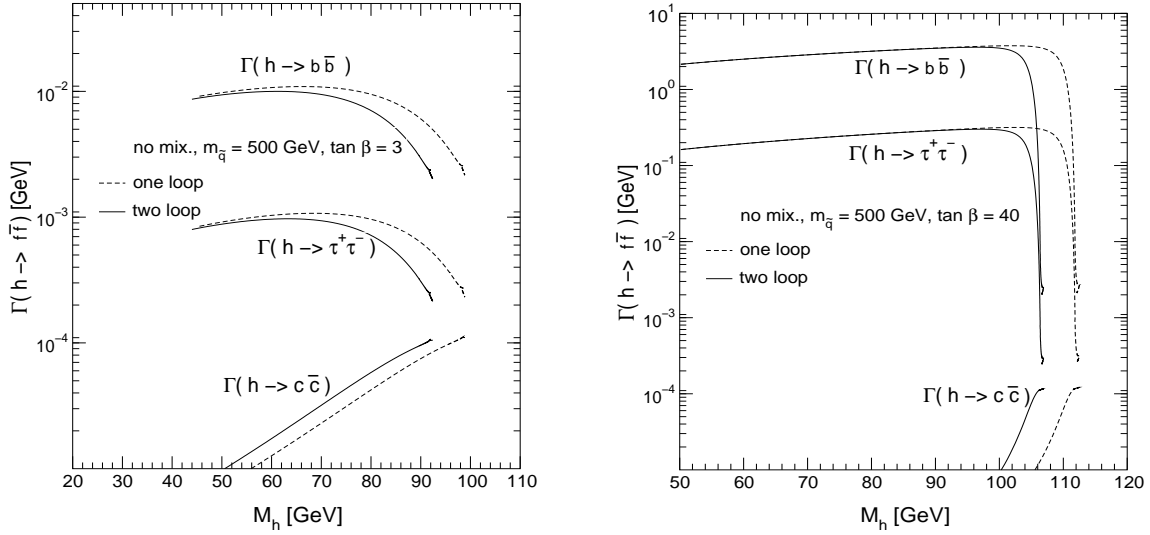 Γ( h -> f f̅ ) [GeV]
10⁻²
10⁻³
10⁻⁴
Γ( h -> b b̅ )
no mix., m_q̃ = 500 GeV, tan β = 3
one loop
two loop
Γ( h -> τ⁺τ⁻ )
Γ( h -> c c̅ )
20 30 40 50 60 70 80 90 100 110
M_h [GeV]
Γ( h -> f f̅ ) [GeV]
10¹
10⁰
10⁻¹
10⁻²
10⁻³
10⁻⁴
Γ( h -> b b̅ )
Γ( h -> τ⁺τ⁻ )
no mix., m_q̃ = 500 GeV, tan β = 40
one loop
two loop
Γ( h -> c c̅ )
50 60 70 80 90 100 110 120
M_h [GeV]